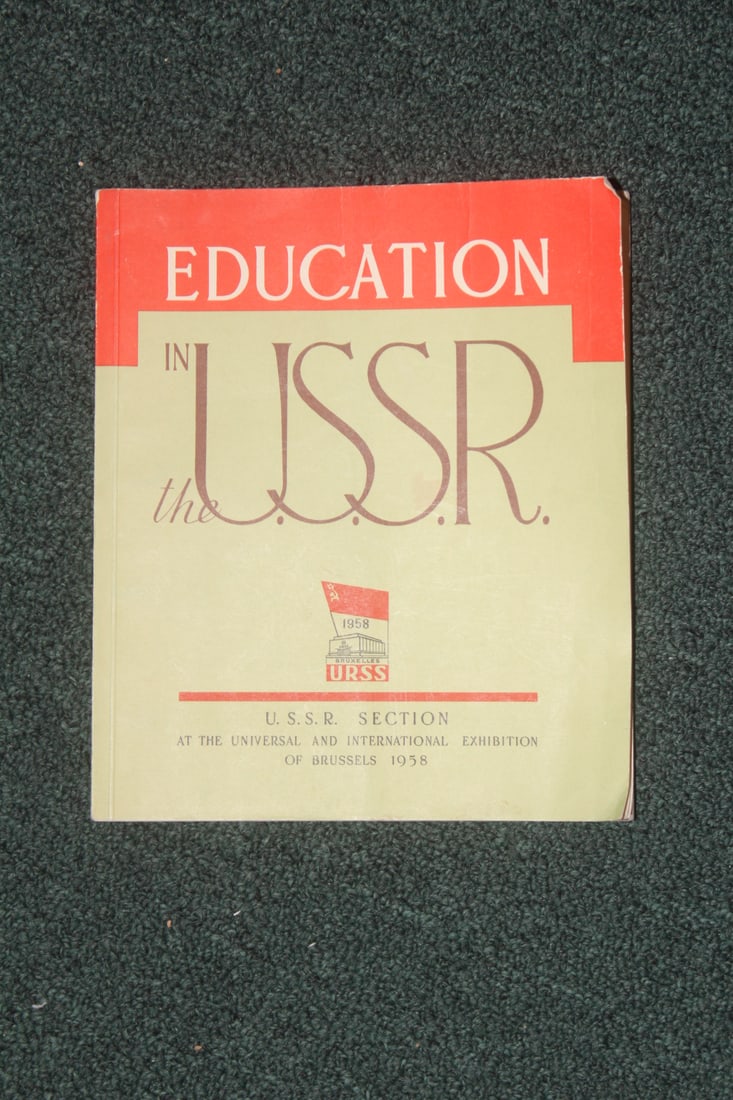 EDUCATION
IN
the U.S.S.R.
1958
BRUXELLES
URSS
U.S.S.R. SECTION
AT THE UNIVERSAL AND INTERNATIONAL EXHIBITION
OF BRUSSELS 1958